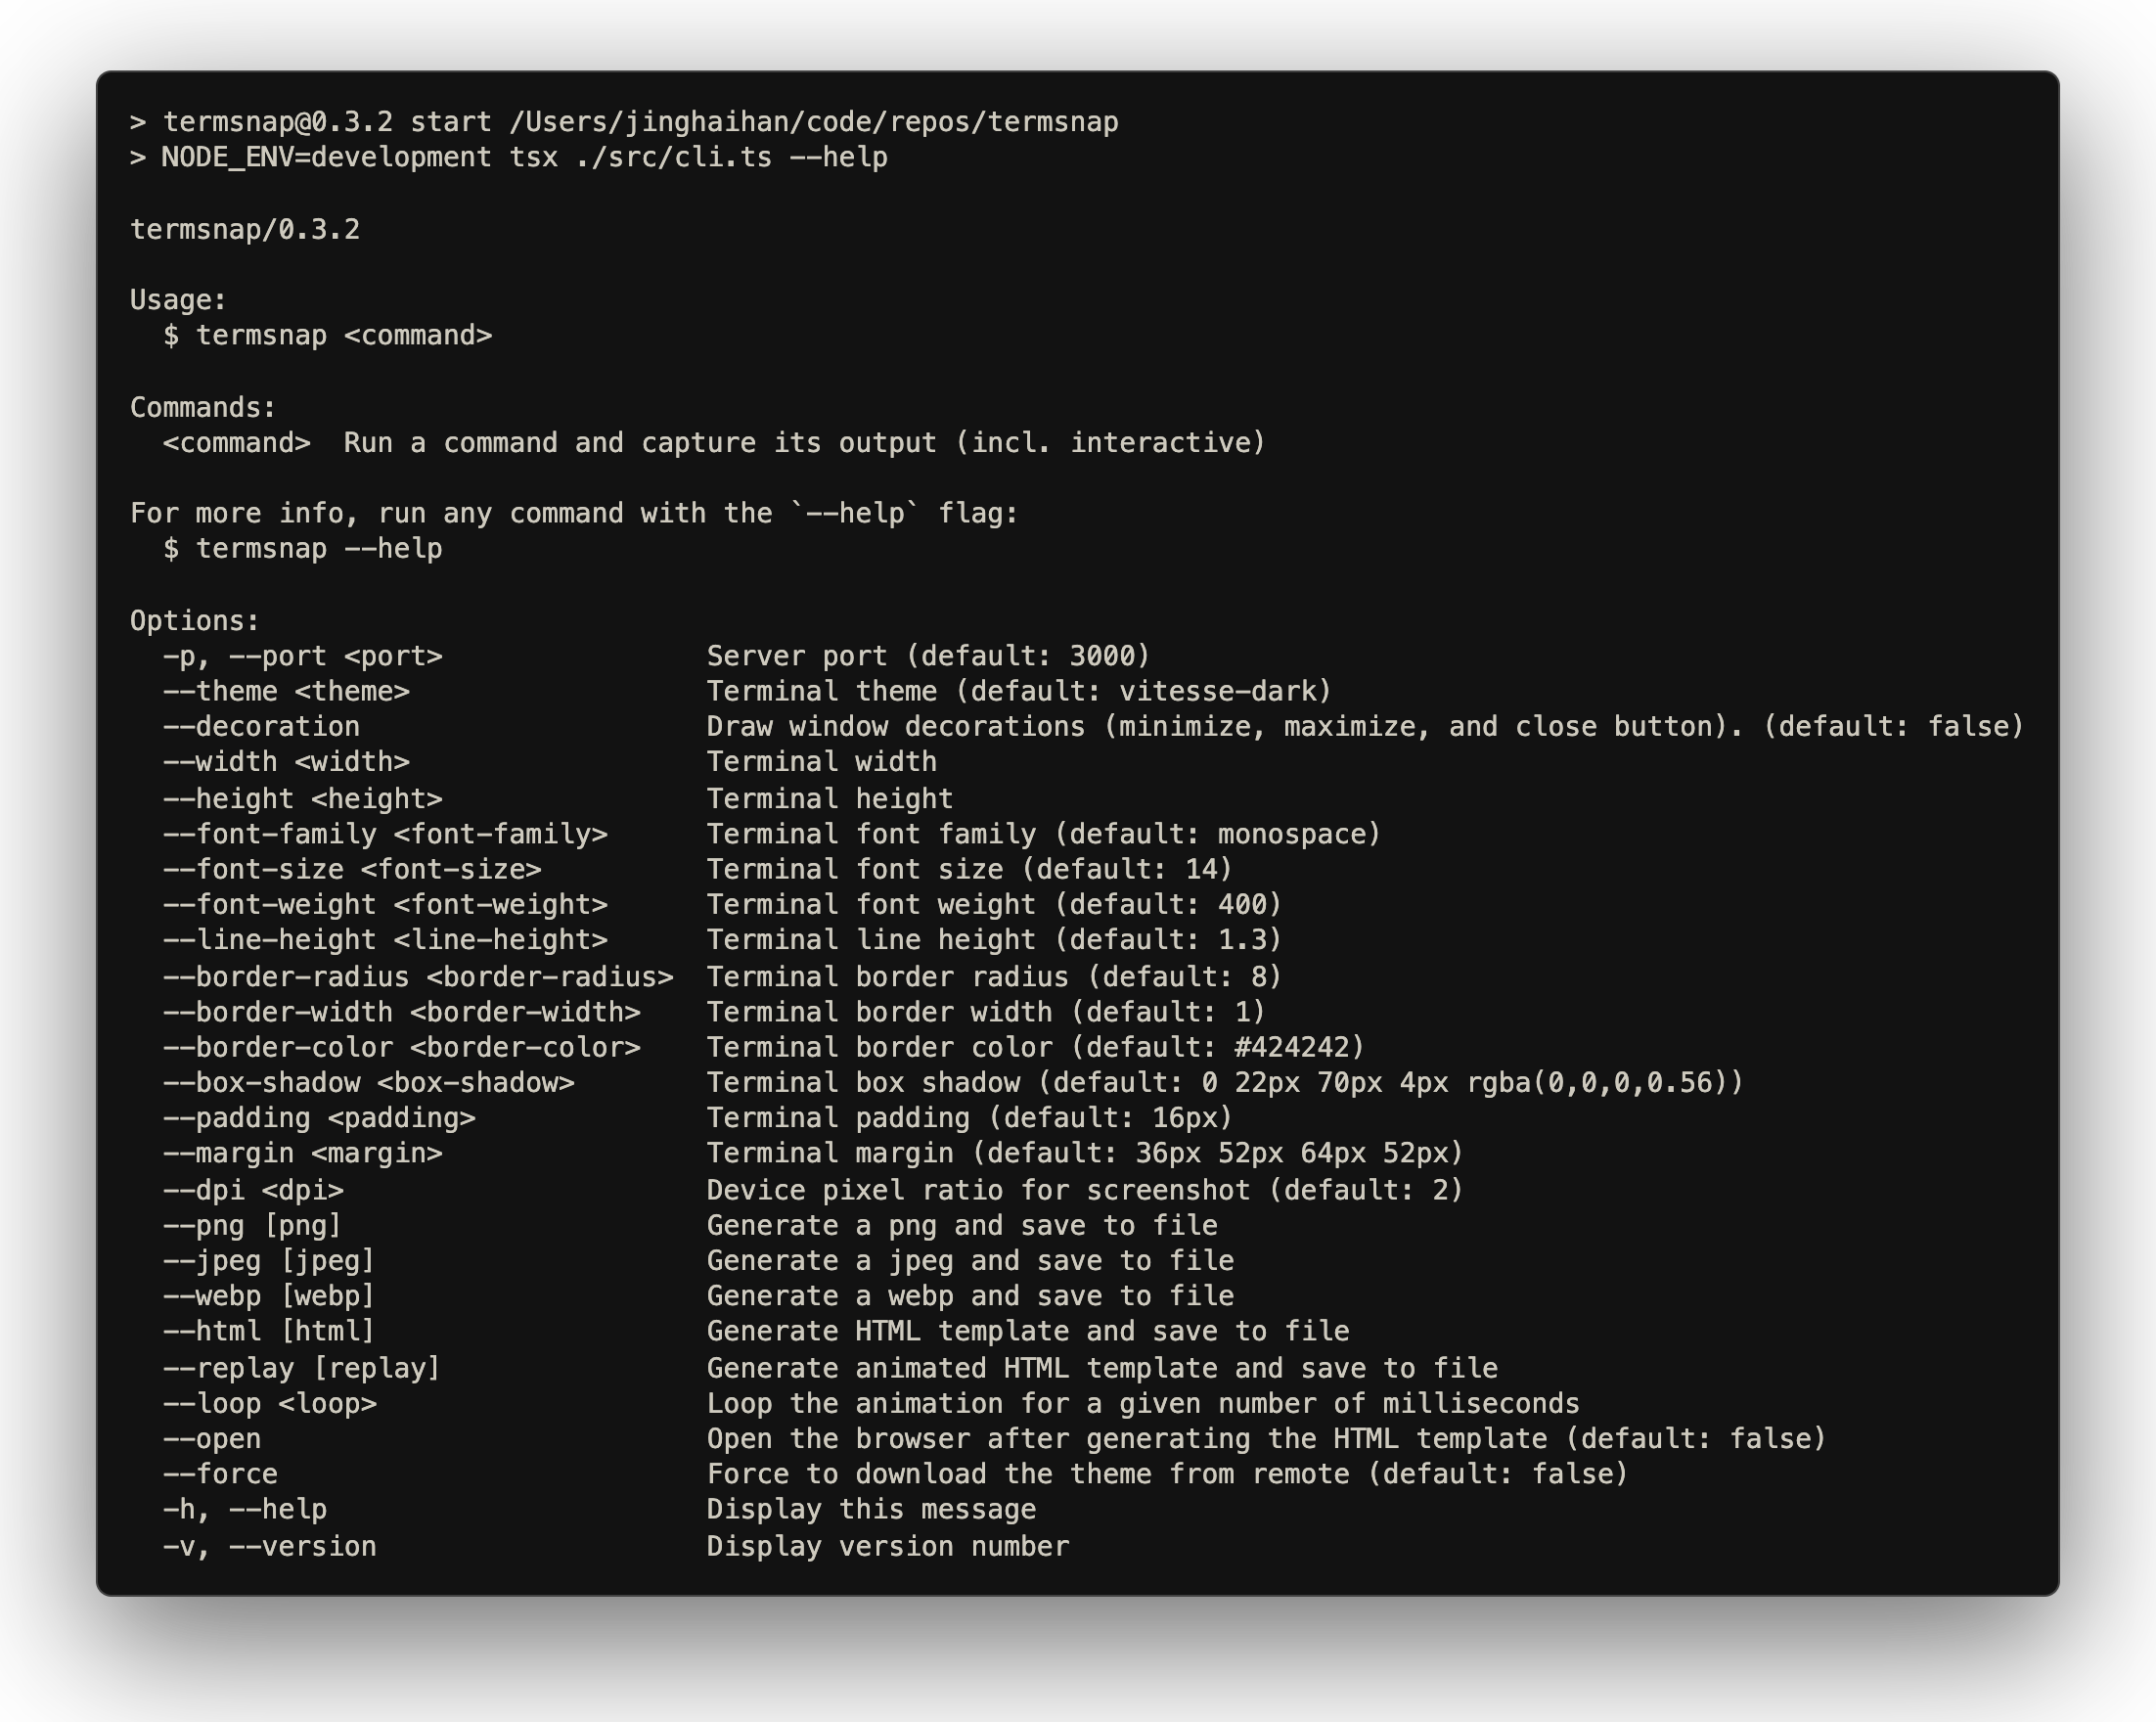 > termsnap@0.3.2 start /Users/jinghaihan/code/repos/termsnap
> NODE_ENV=development tsx ./src/cli.ts --help

termsnap/0.3.2

Usage:
  $ termsnap <command>

Commands:
  <command>  Run a command and capture its output (incl. interactive)

For more info, run any command with the `--help` flag:
  $ termsnap --help

Options:
  -p, --port <port>                Server port (default: 3000)
  --theme <theme>                  Terminal theme (default: vitesse-dark)
  --decoration                     Draw window decorations (minimize, maximize, and close button). (default: false)
  --width <width>                  Terminal width
  --height <height>                Terminal height
  --font-family <font-family>      Terminal font family (default: monospace)
  --font-size <font-size>          Terminal font size (default: 14)
  --font-weight <font-weight>      Terminal font weight (default: 400)
  --line-height <line-height>      Terminal line height (default: 1.3)
  --border-radius <border-radius>  Terminal border radius (default: 8)
  --border-width <border-width>    Terminal border width (default: 1)
  --border-color <border-color>    Terminal border color (default: #424242)
  --box-shadow <box-shadow>        Terminal box shadow (default: 0 22px 70px 4px rgba(0,0,0,0.56))
  --padding <padding>              Terminal padding (default: 16px)
  --margin <margin>                Terminal margin (default: 36px 52px 64px 52px)
  --dpi <dpi>                      Device pixel ratio for screenshot (default: 2)
  --png [png]                      Generate a png and save to file
  --jpeg [jpeg]                    Generate a jpeg and save to file
  --webp [webp]                    Generate a webp and save to file
  --html [html]                    Generate HTML template and save to file
  --replay [replay]                Generate animated HTML template and save to file
  --loop <loop>                    Loop the animation for a given number of milliseconds
  --open                           Open the browser after generating the HTML template (default: false)
  --force                          Force to download the theme from remote (default: false)
  -h, --help                       Display this message
  -v, --version                    Display version number